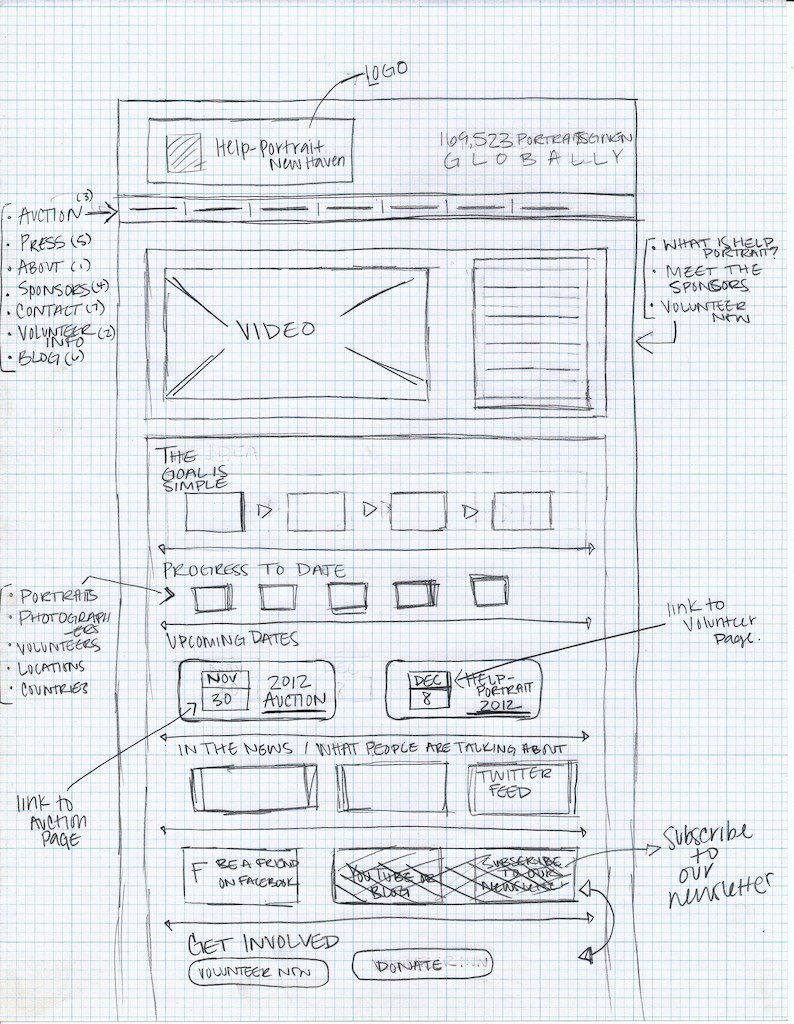 LOGO
Help-Portrait
New Haven
169,523 PORTRAITS GIVEN
GLOBALLY
• AUCTION (3)
• PRESS (5)
• ABOUT (1)
• SPONSORS (4)
• CONTACT (7)
• VOLUNTEER (2)
INFO
• BLOG (6)
VIDEO
• WHAT IS HELP
PORTRAIT?
• MEET THE
SPONSORS
• VOLUNTEER
NOW
THE
GOAL IS
SIMPLE
PROGRESS TO DATE
• PORTRAITS
• PHOTOGRAPH
-ERS
• VOLUNTEERS
• LOCATIONS
• COUNTRIES
UPCOMING DATES
NOV
30
2012
AUCTION
DEC
8
HELP-
PORTRAIT
2012
link to
Volunteer
page.
link to
Auction
PAGE
IN THE NEWS / WHAT PEOPLE ARE TALKING ABOUT
TWITTER
FEED
F BE A FRIEND
ON FACEBOOK
YOUTUBE OR
BLOG
SUBSCRIBE
TO OUR
NEWSLETTER
Subscribe
to
our
newsletter
GET INVOLVED
VOLUNTEER NOW
DONATE